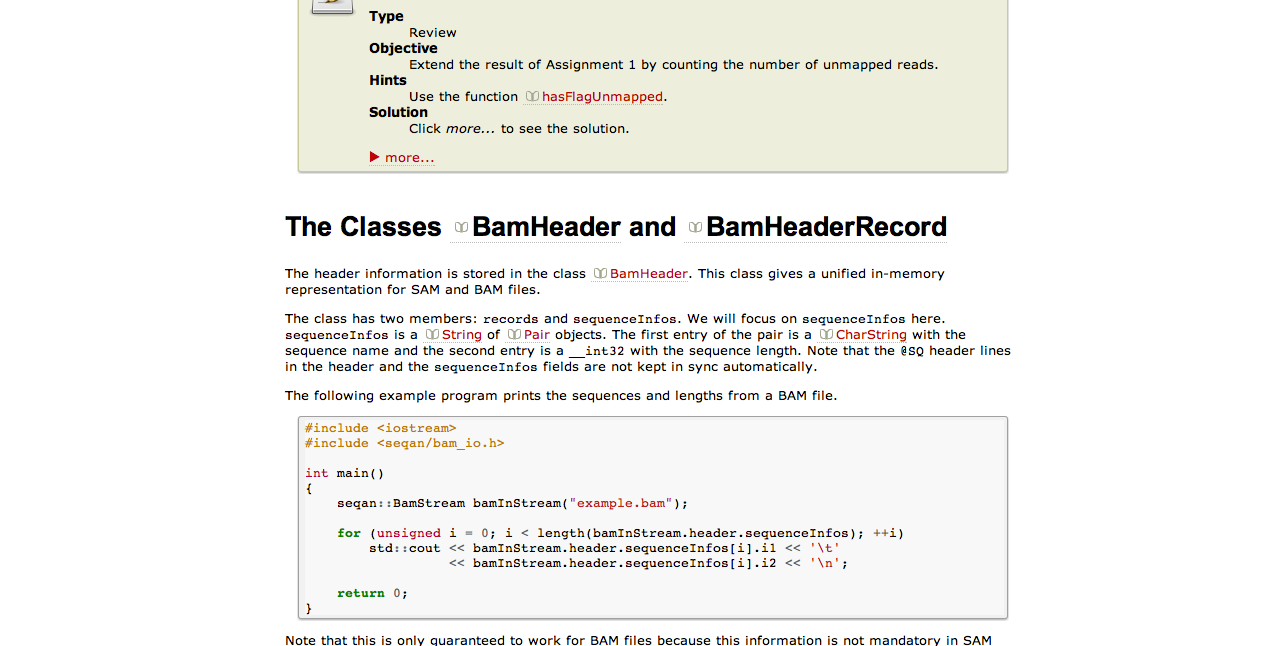 Type
Review
Objective
Extend the result of Assignment 1 by counting the number of unmapped reads.
Hints
Use the function hasFlagUnmapped.
Solution
Click more... to see the solution.
▶ more...
The Classes BamHeader and BamHeaderRecord
The header information is stored in the class BamHeader. This class gives a unified in-memory
representation for SAM and BAM files.
The class has two members: records and sequenceInfos. We will focus on sequenceInfos here.
sequenceInfos is a String of Pair objects. The first entry of the pair is a CharString with the
sequence name and the second entry is a __int32 with the sequence length. Note that the @SQ header lines
in the header and the sequenceInfos fields are not kept in sync automatically.
The following example program prints the sequences and lengths from a BAM file.
#include <iostream>
#include <seqan/bam_io.h>
int main()
{
    seqan::BamStream bamInStream("example.bam");
    for (unsigned i = 0; i < length(bamInStream.header.sequenceInfos); ++i)
        std::cout << bamInStream.header.sequenceInfos[i].i1 << '\t'
                  << bamInStream.header.sequenceInfos[i].i2 << '\n';
    return 0;
}
Note that this is only guaranteed to work for BAM files because this information is not mandatory in SAM